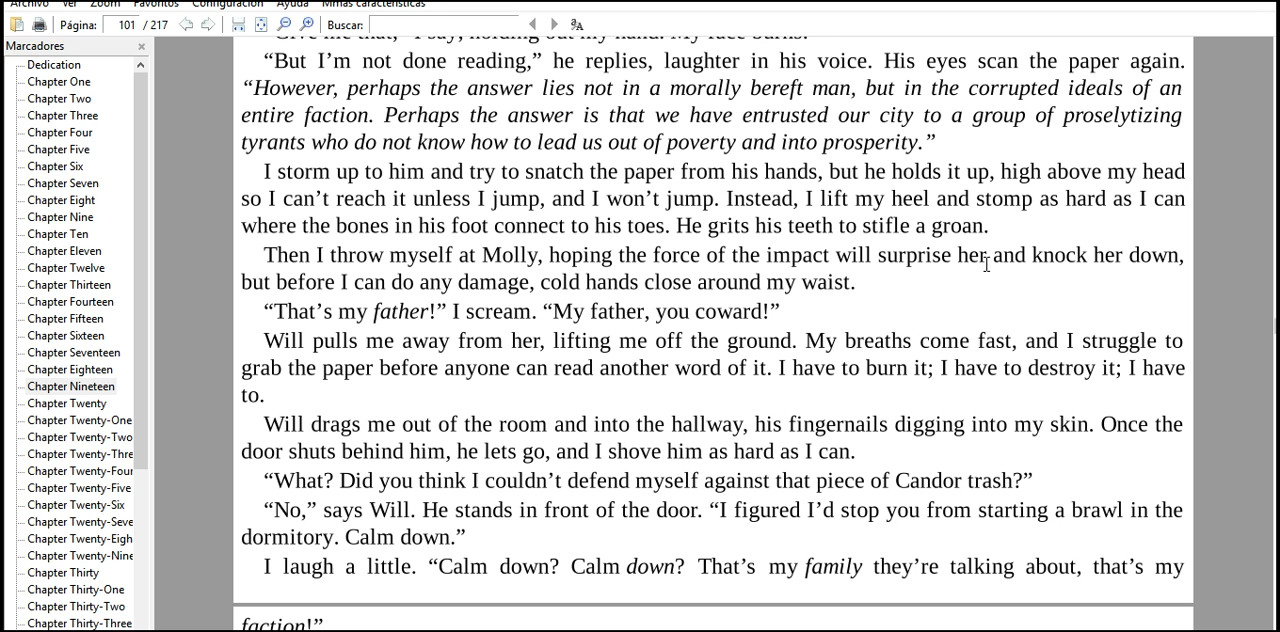 Archivo Ver Zoom Favoritos Configuración Ayuda Mmás características
Página: 101 / 217 Buscar:
Marcadores
Dedication
Chapter One
Chapter Two
Chapter Three
Chapter Four
Chapter Five
Chapter Six
Chapter Seven
Chapter Eight
Chapter Nine
Chapter Ten
Chapter Eleven
Chapter Twelve
Chapter Thirteen
Chapter Fourteen
Chapter Fifteen
Chapter Sixteen
Chapter Seventeen
Chapter Eighteen
Chapter Nineteen
Chapter Twenty
Chapter Twenty-One
Chapter Twenty-Two
Chapter Twenty-Thre
Chapter Twenty-Four
Chapter Twenty-Five
Chapter Twenty-Six
Chapter Twenty-Seve
Chapter Twenty-Eigh
Chapter Twenty-Nine
Chapter Thirty
Chapter Thirty-One
Chapter Thirty-Two
Chapter Thirty-Three
“Give me that,” I say, holding out my hand. My face burns.
“But I’m not done reading,” he replies, laughter in his voice. His eyes scan the paper again.
“However, perhaps the answer lies not in a morally bereft man, but in the corrupted ideals of an
entire faction. Perhaps the answer is that we have entrusted our city to a group of proselytizing
tyrants who do not know how to lead us out of poverty and into prosperity.”
I storm up to him and try to snatch the paper from his hands, but he holds it up, high above my head
so I can’t reach it unless I jump, and I won’t jump. Instead, I lift my heel and stomp as hard as I can
where the bones in his foot connect to his toes. He grits his teeth to stifle a groan.
Then I throw myself at Molly, hoping the force of the impact will surprise her and knock her down,
but before I can do any damage, cold hands close around my waist.
“That’s my father!” I scream. “My father, you coward!”
Will pulls me away from her, lifting me off the ground. My breaths come fast, and I struggle to
grab the paper before anyone can read another word of it. I have to burn it; I have to destroy it; I have
to.
Will drags me out of the room and into the hallway, his fingernails digging into my skin. Once the
door shuts behind him, he lets go, and I shove him as hard as I can.
“What? Did you think I couldn’t defend myself against that piece of Candor trash?”
“No,” says Will. He stands in front of the door. “I figured I’d stop you from starting a brawl in the
dormitory. Calm down.”
I laugh a little. “Calm down? Calm down? That’s my family they’re talking about, that’s my
faction!”